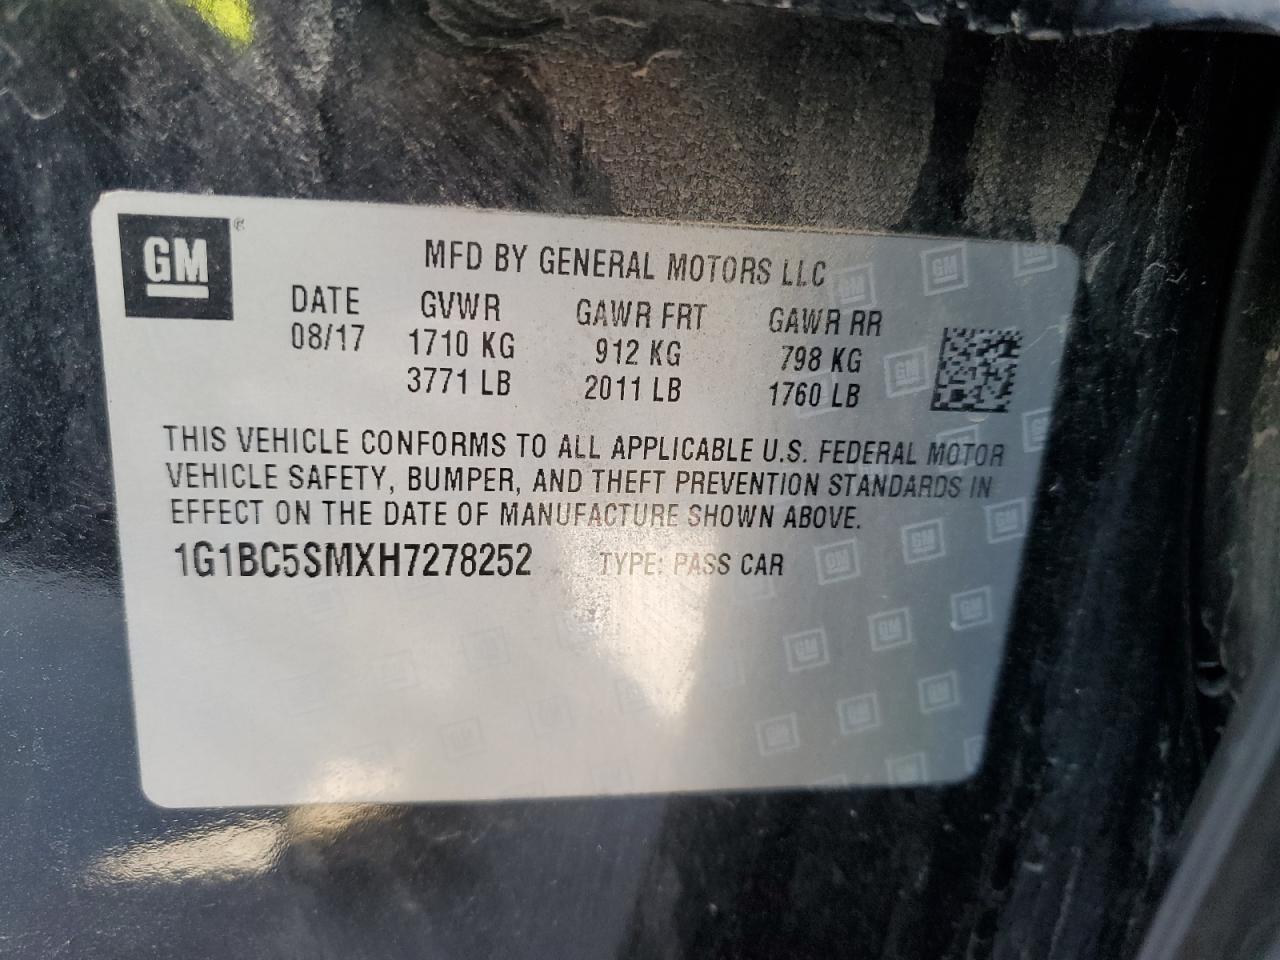 GM®
MFD BY GENERAL MOTORS LLC
DATE GVWR GAWR FRT GAWR RR
08/17 1710 KG 912 KG 798 KG
3771 LB 2011 LB 1760 LB
THIS VEHICLE CONFORMS TO ALL APPLICABLE U.S. FEDERAL MOTOR
VEHICLE SAFETY, BUMPER, AND THEFT PREVENTION STANDARDS IN
EFFECT ON THE DATE OF MANUFACTURE SHOWN ABOVE.
1G1BC5SMXH7278252 TYPE: PASS CAR